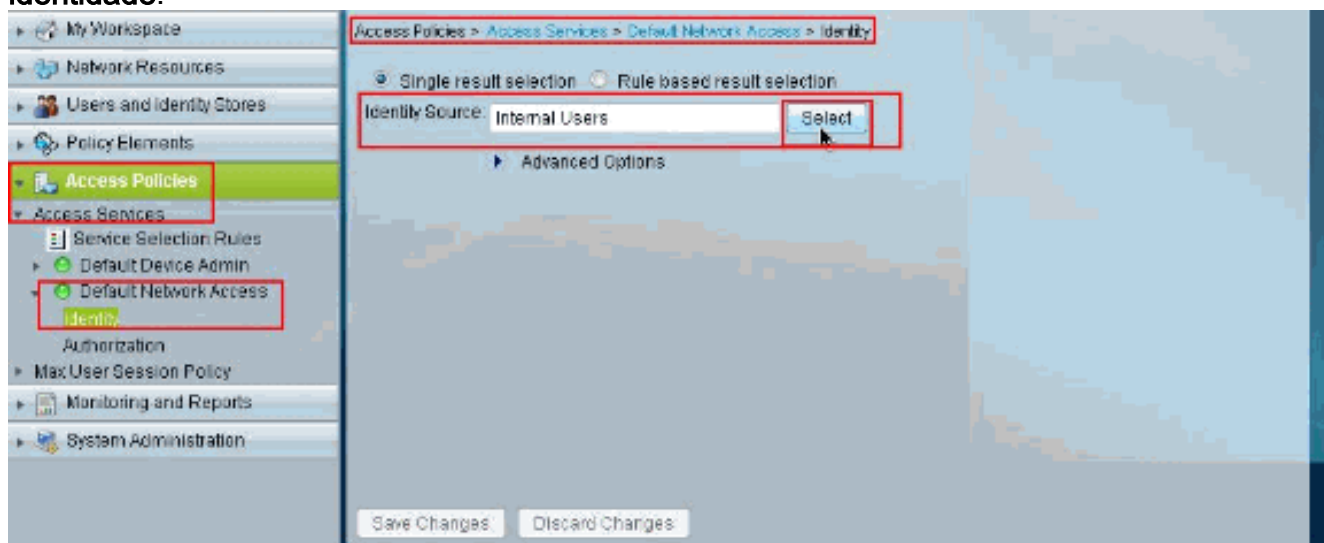 identidade.
My Workspace
Network Resources
Users and Identity Stores
Policy Elements
Access Policies
Access Services
Service Selection Rules
Default Device Admin
Default Network Access
Identity
Authorization
Max User Session Policy
Monitoring and Reports
System Administration
Access Policies > Access Services > Default Network Access > Identity
Single result selection Rule based result selection
Identity Source: Internal Users Select
Advanced Options
Save Changes Discard Changes